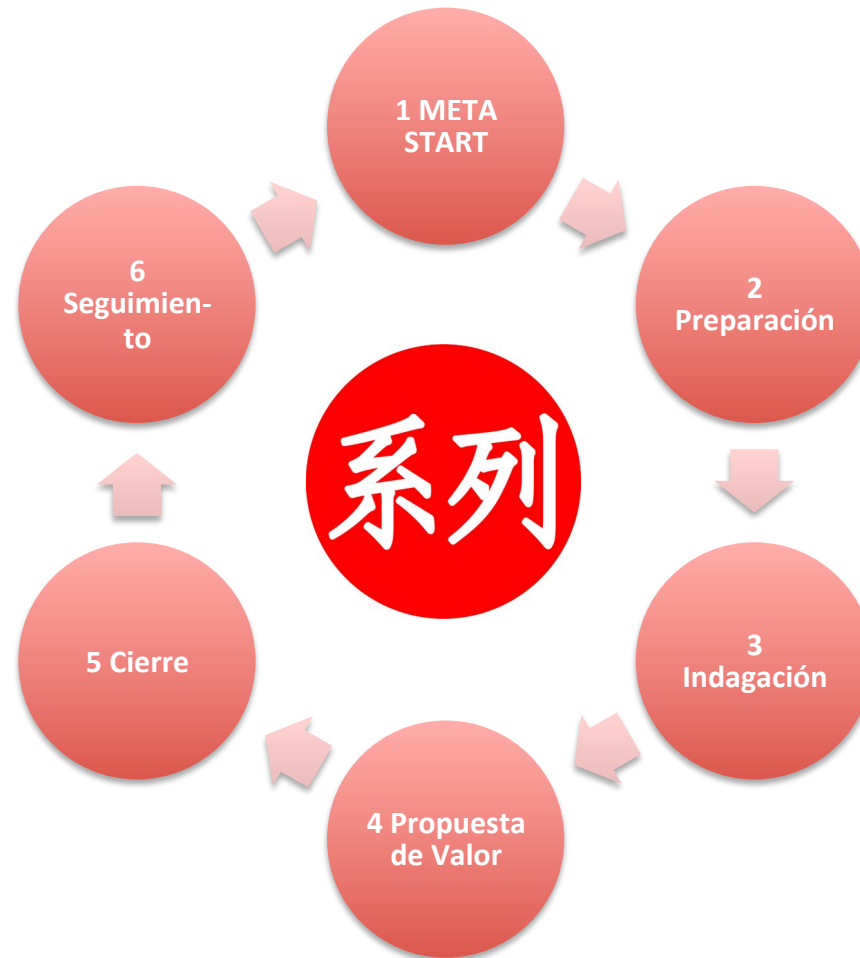 1 META
START
2
Preparación
3
Indagación
4 Propuesta
de Valor
5 Cierre
6
Seguimien-
to
系列